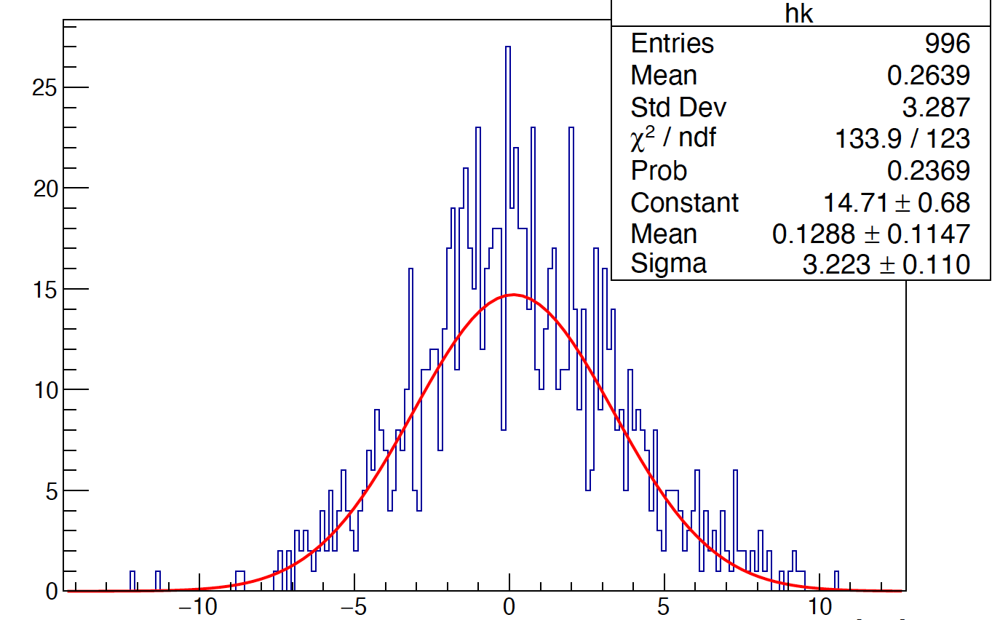 hk
Entries 996
Mean 0.2639
Std Dev 3.287
χ² / ndf 133.9 / 123
Prob 0.2369
Constant 14.71 ± 0.68
Mean 0.1288 ± 0.1147
Sigma 3.223 ± 0.110
25
20
15
10
5
0
−10 −5 0 5 10